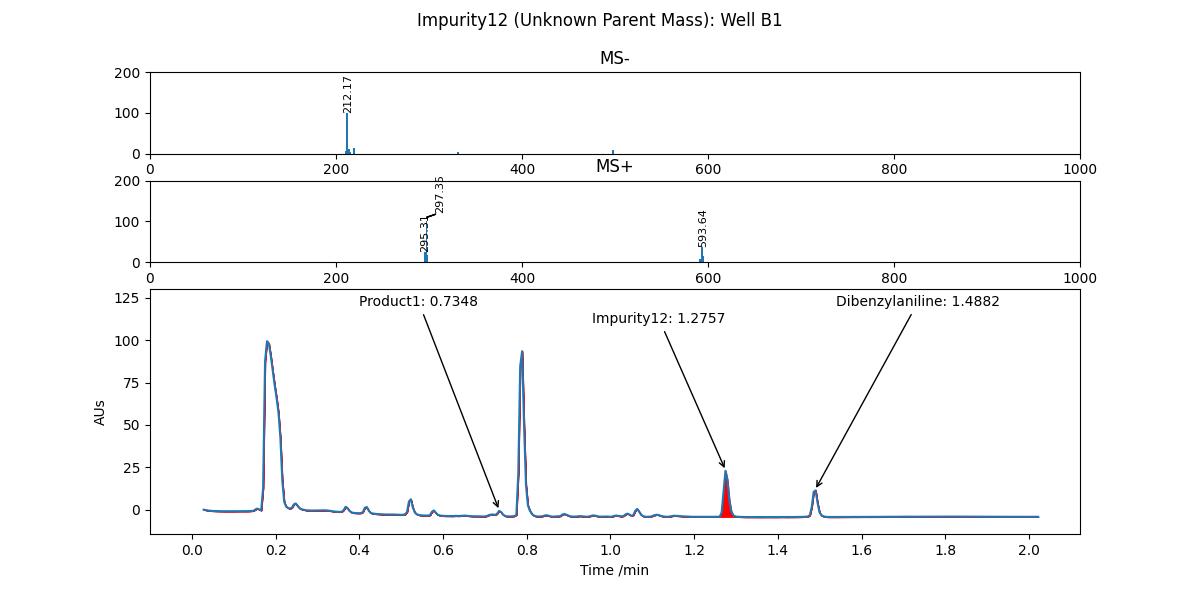 Impurity12 (Unknown Parent Mass): Well B1
MS-
200
100
0
212.17
0 200 400 600 800 1000
MS+
200
100
0
295.31
297.35
593.64
0 200 400 600 800 1000
Product1: 0.7348
Impurity12: 1.2757
Dibenzylaniline: 1.4882
125
100
75
50
25
0
AUs
0.0 0.2 0.4 0.6 0.8 1.0 1.2 1.4 1.6 1.8 2.0
Time /min